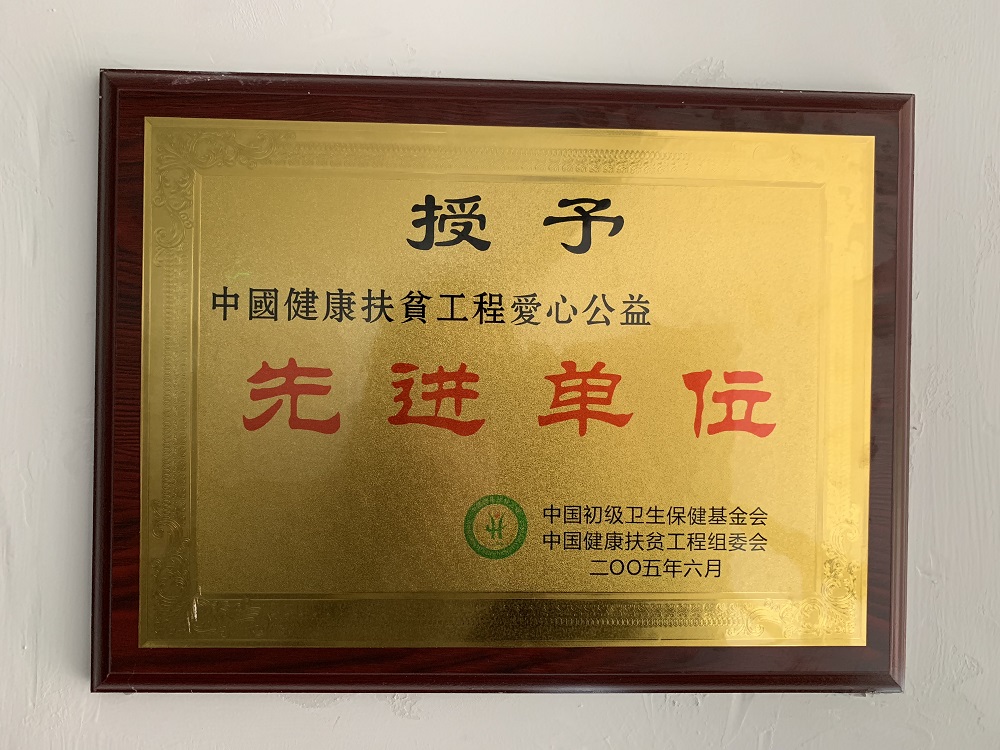 授予
中國健康扶貧工程愛心公益
先进单位
中国初级卫生保健基金会
中国健康扶贫工程组委会
二〇〇五年六月